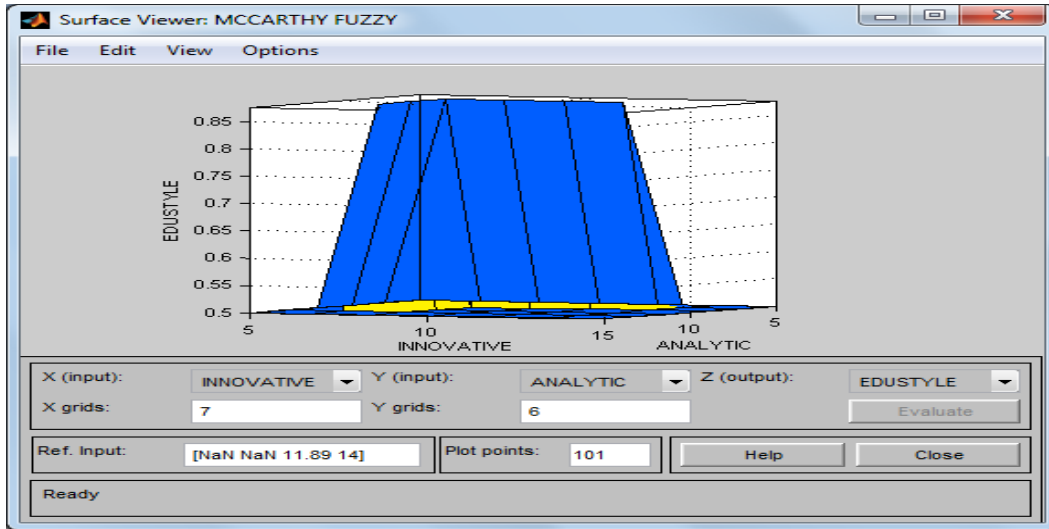 Surface Viewer: MCCARTHY FUZZY
File Edit View Options
0.85
0.8
0.75
0.7
0.65
0.6
0.55
0.5
EDUSTYLE
5
10
15
INNOVATIVE
10
5
ANALYTIC
X (input): INNOVATIVE Y (input): ANALYTIC Z (output): EDUSTYLE
X grids: 7 Y grids: 6 Evaluate
Ref. Input: [NaN NaN 11.89 14] Plot points: 101 Help Close
Ready